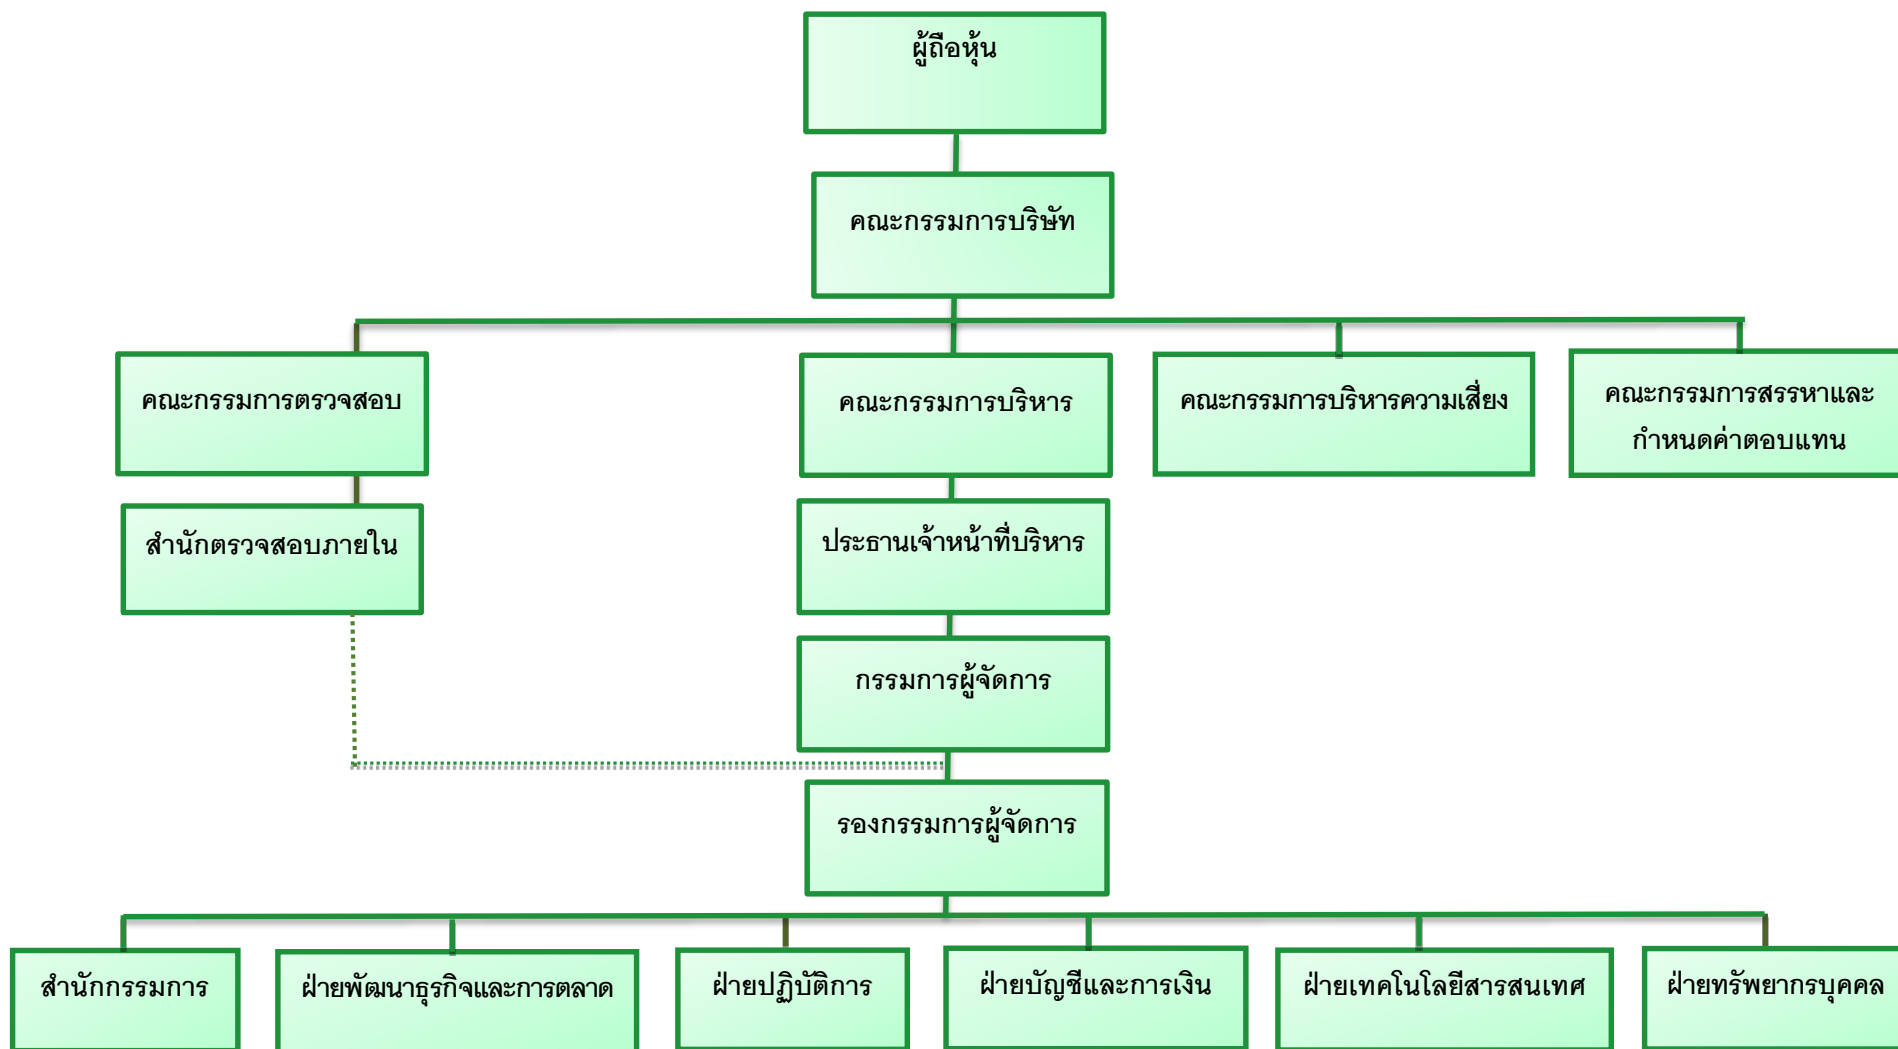 ผู้ถือหุ้น
คณะกรรมการบริษัท
คณะกรรมการตรวจสอบ
คณะกรรมการบริหาร
คณะกรรมการบริหารความเสี่ยง
คณะกรรมการสรรหาและ
กำหนดค่าตอบแทน
สำนักตรวจสอบภายใน
ประธานเจ้าหน้าที่บริหาร
กรรมการผู้จัดการ
รองกรรมการผู้จัดการ
สำนักกรรมการ
ฝ่ายพัฒนาธุรกิจและการตลาด
ฝ่ายปฏิบัติการ
ฝ่ายบัญชีและการเงิน
ฝ่ายเทคโนโลยีสารสนเทศ
ฝ่ายทรัพยากรบุคคล